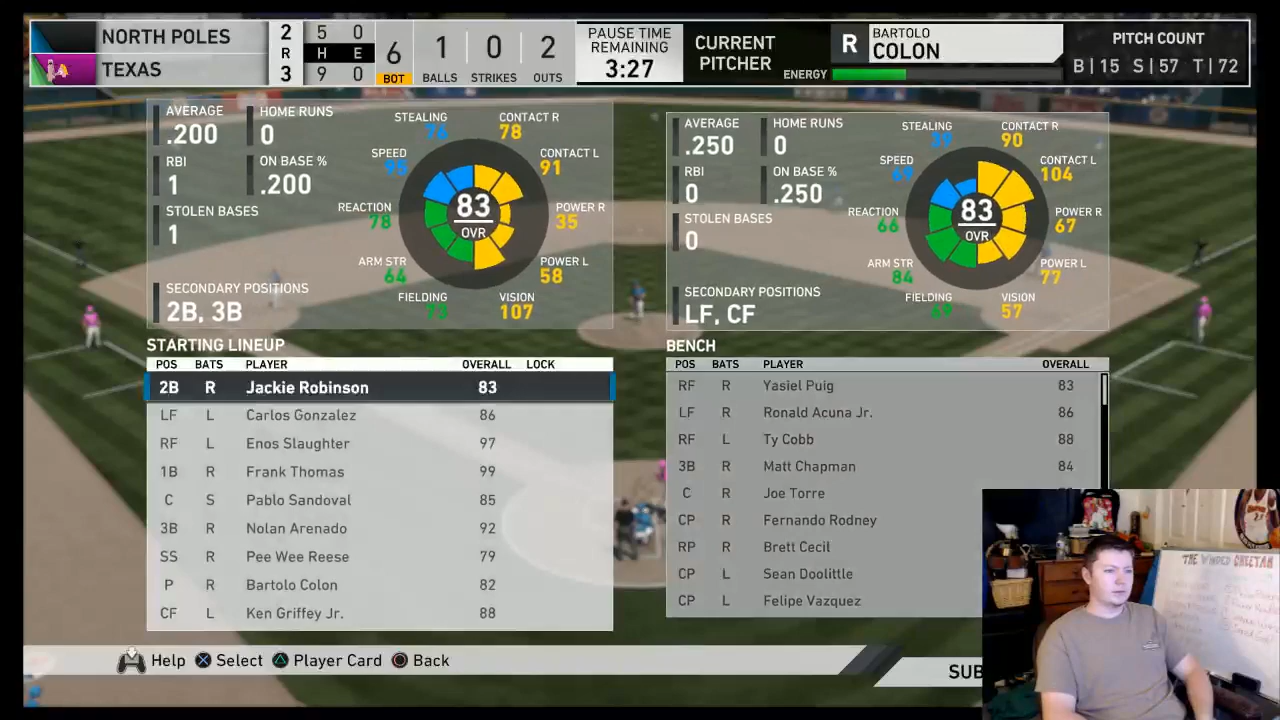 NORTH POLES 2 5 0 6 1 0 2 PAUSE TIME REMAINING 3:27 CURRENT PITCHER R BARTOLO COLON PITCH COUNT
R H E BOT BALLS STRIKES OUTS ENERGY B|15 S|57 T|72
TEXAS 3 9 0
AVERAGE .200 HOME RUNS 0
RBI 1 ON BASE % .200
STOLEN BASES 1
SECONDARY POSITIONS
2B, 3B
STEALING 76 CONTACT R 78
SPEED 95 CONTACT L 91
REACTION 78 83 OVR POWER R 35
ARM STR 64 POWER L 58
FIELDING 73 VISION 107
AVERAGE .250 HOME RUNS 0
RBI 0 ON BASE % .250
STOLEN BASES 0
SECONDARY POSITIONS
LF, CF
STEALING 39 CONTACT R 90
SPEED 69 CONTACT L 104
REACTION 66 83 OVR POWER R 67
ARM STR 84 POWER L 77
FIELDING 69 VISION 57
STARTING LINEUP
POS BATS PLAYER OVERALL LOCK
2B R Jackie Robinson 83
LF L Carlos Gonzalez 86
RF L Enos Slaughter 97
1B R Frank Thomas 99
C S Pablo Sandoval 85
3B R Nolan Arenado 92
SS R Pee Wee Reese 79
P R Bartolo Colon 82
CF L Ken Griffey Jr. 88
BENCH
POS BATS PLAYER OVERALL
RF R Yasiel Puig 83
LF R Ronald Acuna Jr. 86
RF L Ty Cobb 88
3B R Matt Chapman 84
C R Joe Torre
CP R Fernando Rodney
RP R Brett Cecil
CP L Sean Doolittle
CP L Felipe Vazquez
Help Select Player Card Back
SUB
THE WINDED CHEETAH